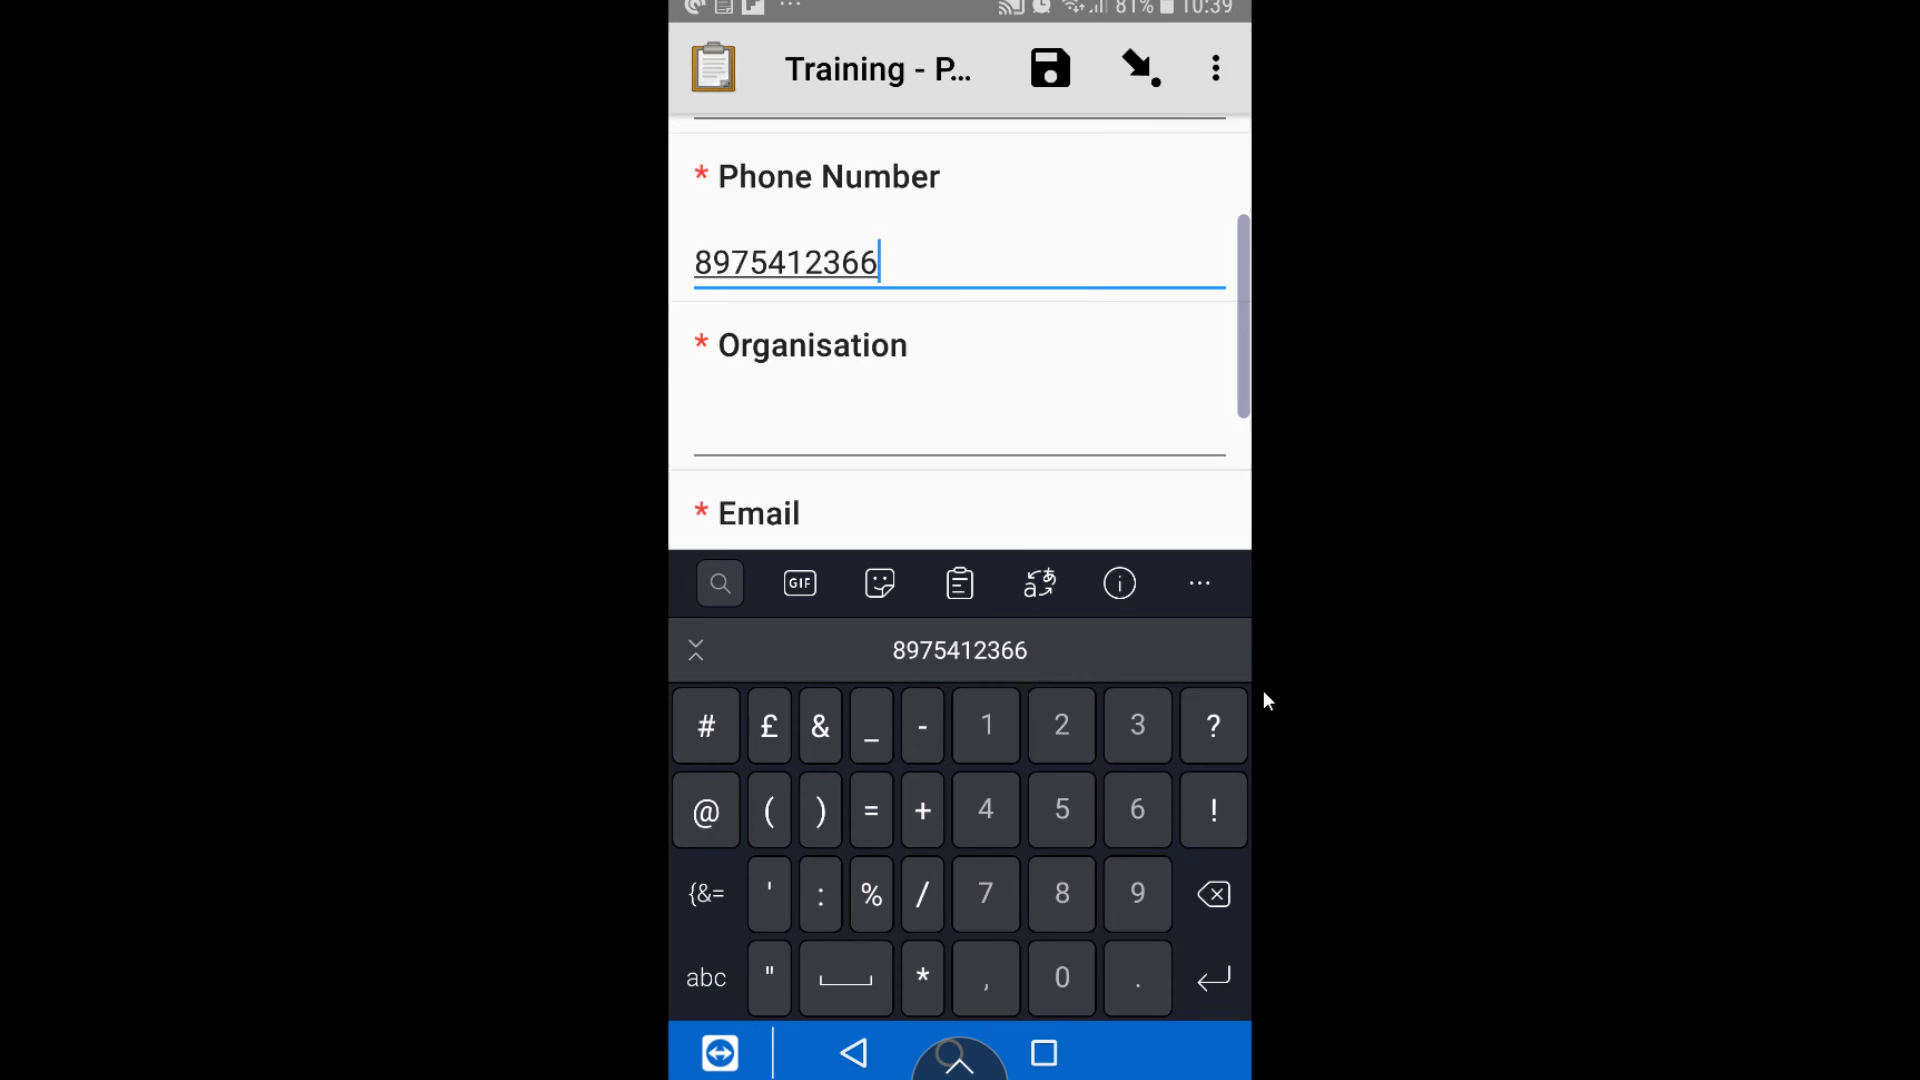 81% 10:39
Training - P...
* Phone Number
8975412366
* Organisation
* Email
GIF
8975412366
# £ & _ - 1 2 3 ?
@ ( ) = + 4 5 6 !
{&= ' : % / 7 8 9
abc " * , 0 .